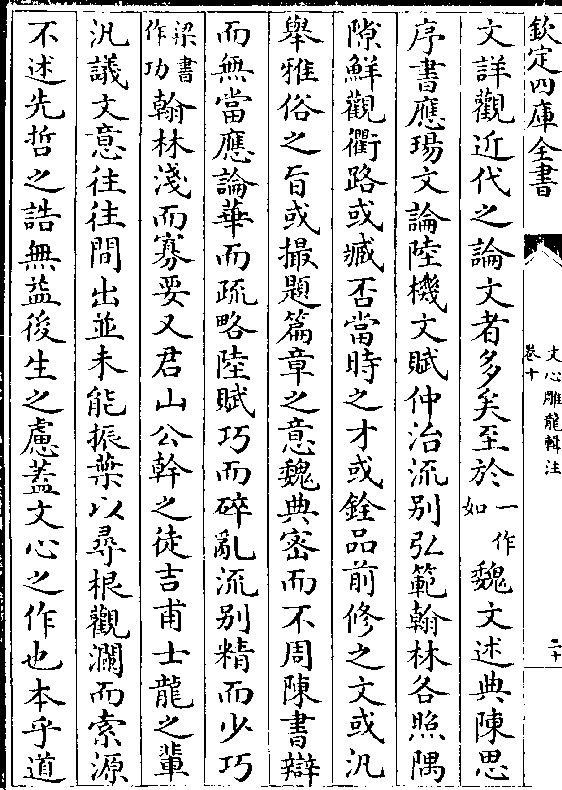 欽定四庫全書
文心雕龍輯注
卷十
二十
文詳觀近代之論文者多矣至於一作如魏文述典陳思
序書應瑒文論陸機文賦仲洽流别弘範翰林各照隅
隙鮮觀衢路或臧否當時之才或銓品前修之文或汎
舉雅俗之旨或撮題篇章之意魏典密而不周陳書辯
而無當應論華而疏略陸賦巧而碎亂流别精而少巧
梁書作功翰林淺而寡要又君山公幹之徒吉甫士龍之輩
汎議文意往往間出並未能振葉以尋根觀瀾而索源
不述先哲之誥無益後生之慮蓋文心之作也本乎道